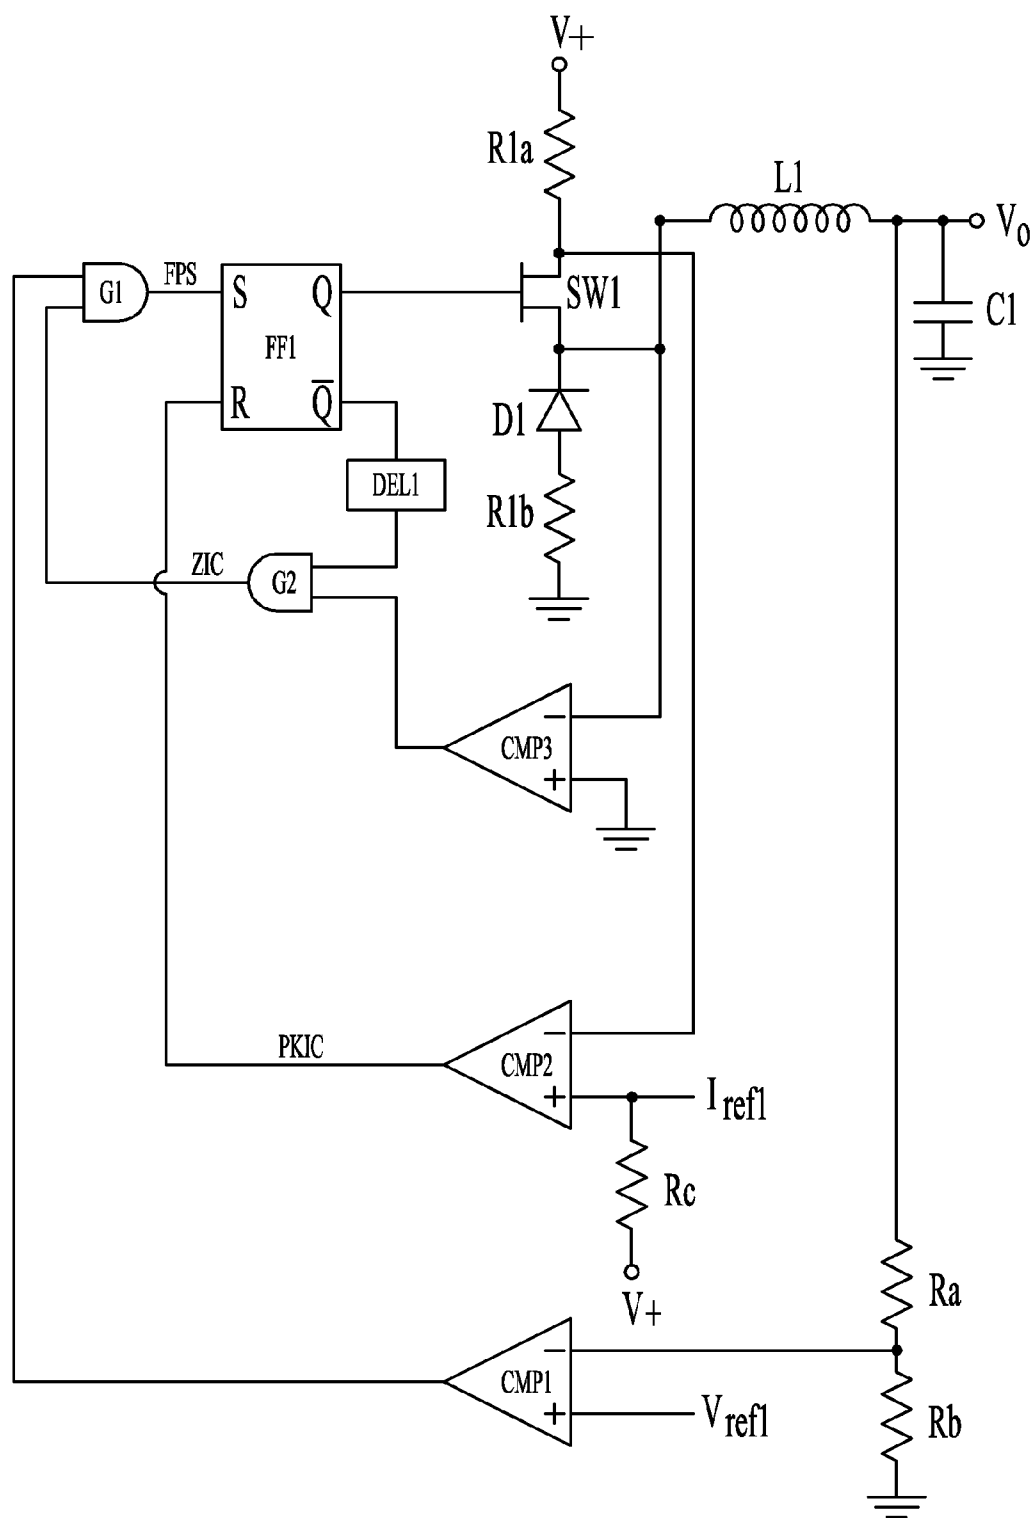 V+
R1a
L1
Vo
G1
FPS
S
Q
SW1
C1
FF1
R
Q̅
D1
DEL1
R1b
ZIC
G2
−
CMP3
+
−
PKIC
CMP2
+
Iref1
Rc
V+
Ra
−
CMP1
+
Vref1
Rb